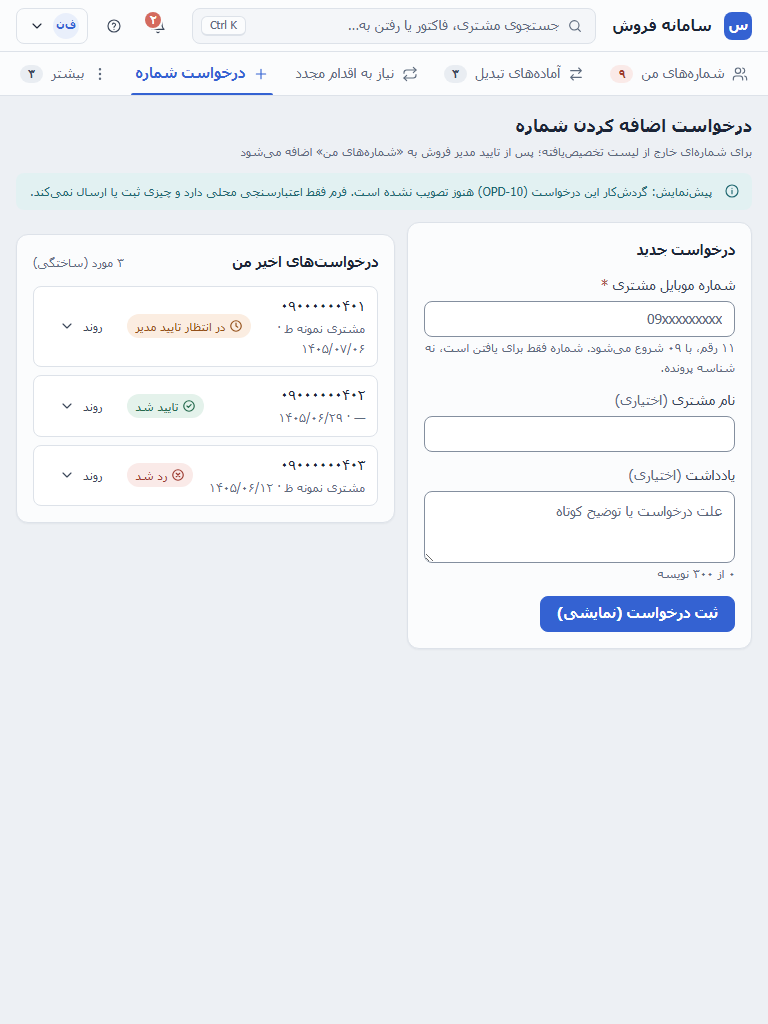 س
سامانه فروش
جستجوی مشتری، فاکتور یا رفتن به...
Ctrl K
۲
ف‌ن
شماره‌های من ۹
آماده‌های تبدیل ۳
نیاز به اقدام مجدد
درخواست شماره
بیشتر ۳
درخواست اضافه کردن شماره
برای شماره‌ای خارج از لیست تخصیص‌یافته؛ پس از تایید مدیر فروش به «شماره‌های من» اضافه می‌شود
پیش‌نمایش: گردش‌کار این درخواست (OPD-10) هنوز تصویب نشده است. فرم فقط اعتبارسنجی محلی دارد و چیزی ثبت یا ارسال نمی‌کند.
درخواست جدید
شماره موبایل مشتری *
09xxxxxxxxx
۱۱ رقم، با ۰۹ شروع می‌شود. شماره فقط برای یافتن است، نه
شناسه پرونده.
نام مشتری (اختیاری)
یادداشت (اختیاری)
علت درخواست یا توضیح کوتاه
۰ از ۳۰۰ نویسه
ثبت درخواست (نمایشی)
درخواست‌های اخیر من
۳ مورد (ساختگی)
۰۹۰۰۰۰۰۰۴۰۱
مشتری نمونه ط ·
۱۴۰۵/۰۷/۰۶
در انتظار تایید مدیر
روند
۰۹۰۰۰۰۰۰۴۰۲
— · ۱۴۰۵/۰۶/۲۹
تایید شد
روند
۰۹۰۰۰۰۰۰۴۰۳
مشتری نمونه ظ · ۱۴۰۵/۰۶/۱۲
رد شد
روند